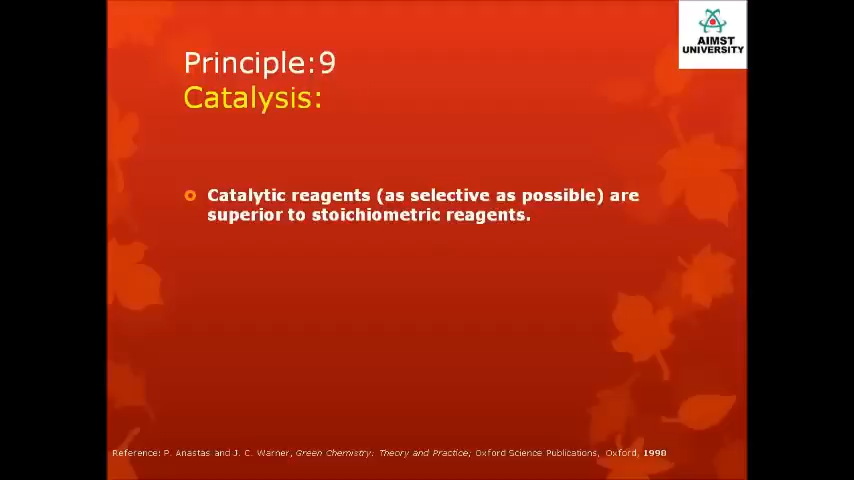 AIMST
UNIVERSITY
Principle:9
Catalysis:
Catalytic reagents (as selective as possible) are
superior to stoichiometric reagents.
Reference: P. Anastas and J. C. Warner, Green Chemistry: Theory and Practice; Oxford Science Publications, Oxford, 1998